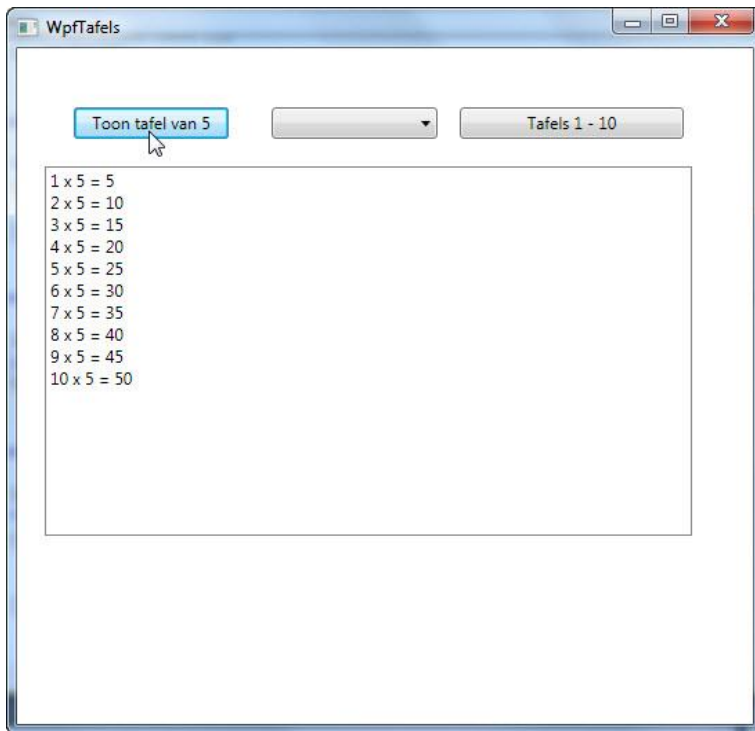 WpfTafels
Toon tafel van 5
Tafels 1 - 10
1 x 5 = 5
2 x 5 = 10
3 x 5 = 15
4 x 5 = 20
5 x 5 = 25
6 x 5 = 30
7 x 5 = 35
8 x 5 = 40
9 x 5 = 45
10 x 5 = 50